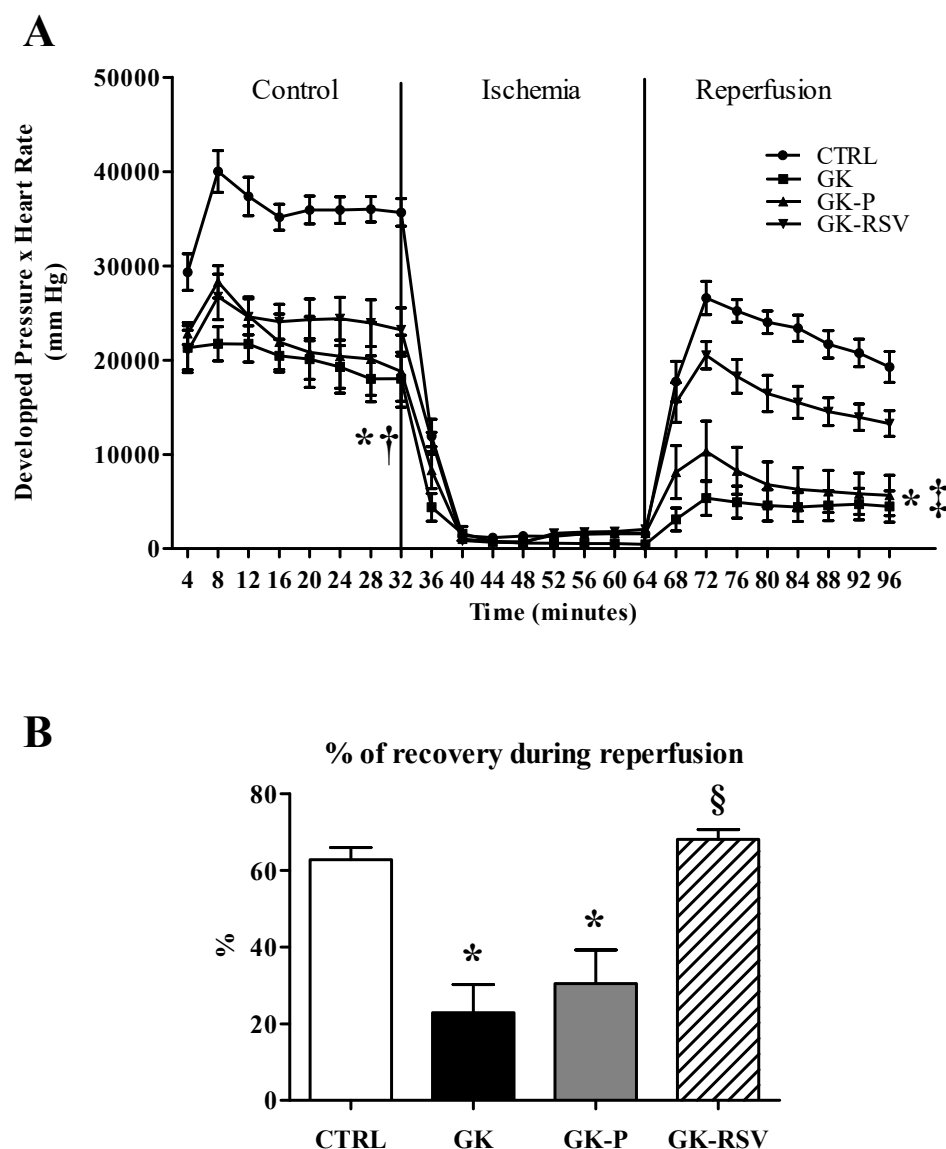 A
Developped Pressure x Heart Rate
(mm Hg)
50000
40000
30000
20000
10000
0
Control
Ischemia
Reperfusion
CTRL
GK
GK-P
GK-RSV
*†
*‡
4 8 12 16 20 24 28 32 36 40 44 48 52 56 60 64 68 72 76 80 84 88 92 96
Time (minutes)
B
% of recovery during reperfusion
%
80
60
40
20
0
*
*
§
CTRL GK GK-P GK-RSV